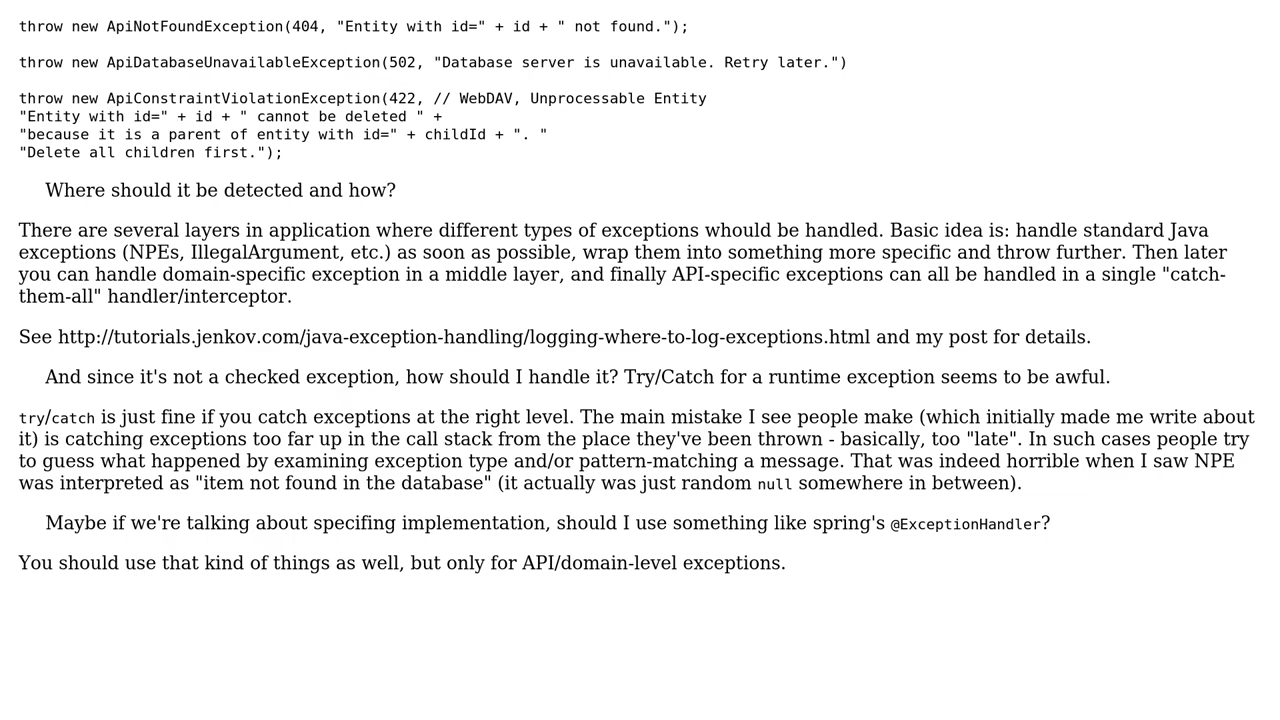 throw new ApiNotFoundException(404, "Entity with id=" + id + " not found.");
throw new ApiDatabaseUnavailableException(502, "Database server is unavailable. Retry later.")
throw new ApiConstraintViolationException(422, // WebDAV, Unprocessable Entity
"Entity with id=" + id + " cannot be deleted " +
"because it is a parent of entity with id=" + childId + ". "
"Delete all children first.");
Where should it be detected and how?
There are several layers in application where different types of exceptions whould be handled. Basic idea is: handle standard Java
exceptions (NPEs, IllegalArgument, etc.) as soon as possible, wrap them into something more specific and throw further. Then later
you can handle domain-specific exception in a middle layer, and finally API-specific exceptions can all be handled in a single "catch-
them-all" handler/interceptor.
See http://tutorials.jenkov.com/java-exception-handling/logging-where-to-log-exceptions.html and my post for details.
And since it's not a checked exception, how should I handle it? Try/Catch for a runtime exception seems to be awful.
try/catch is just fine if you catch exceptions at the right level. The main mistake I see people make (which initially made me write about
it) is catching exceptions too far up in the call stack from the place they've been thrown - basically, too "late". In such cases people try
to guess what happened by examining exception type and/or pattern-matching a message. That was indeed horrible when I saw NPE
was interpreted as "item not found in the database" (it actually was just random null somewhere in between).
Maybe if we're talking about specifing implementation, should I use something like spring's @ExceptionHandler?
You should use that kind of things as well, but only for API/domain-level exceptions.